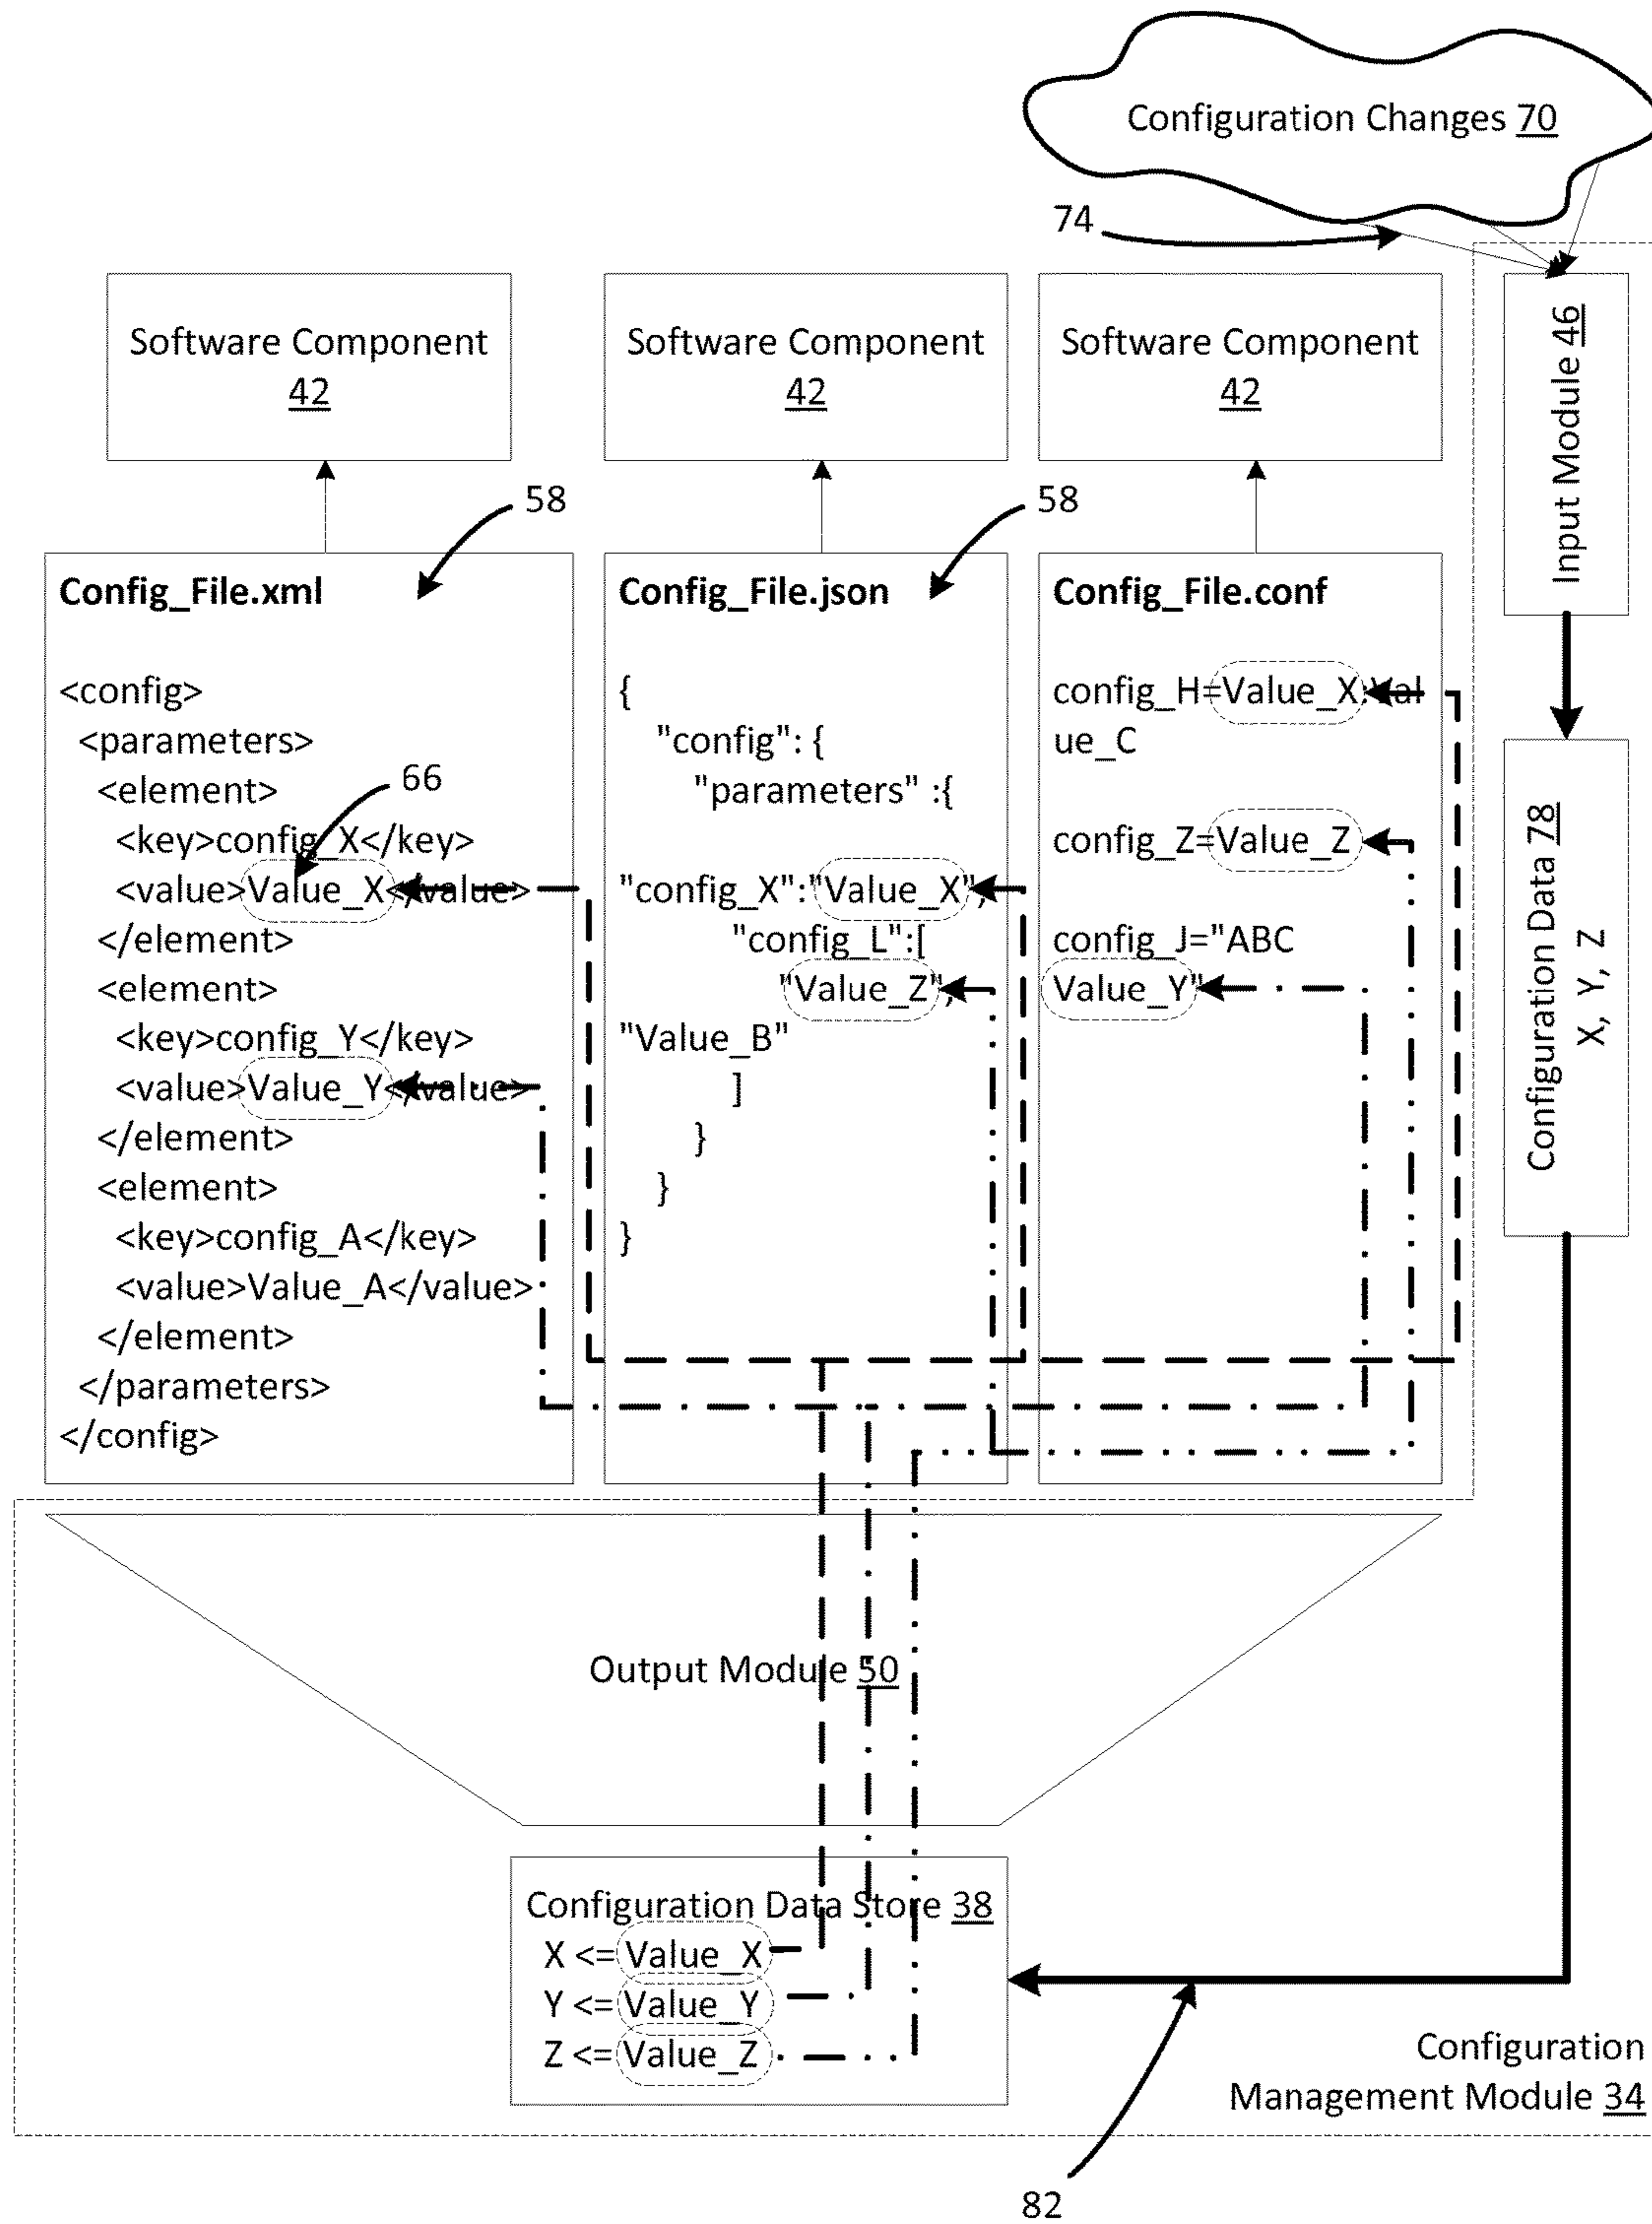 Configuration Changes 70
74
Software Component
42
Software Component
42
Software Component
42
Input Module 46
58
58
Config_File.xml
<config>
<parameters>
<element>
<key>config_X</key>
<value>Value_X</value>
</element>
<element>
<key>config_Y</key>
<value>Value_Y</value>
</element>
<element>
<key>config_A</key>
<value>Value_A</value>
</element>
</parameters>
</config>
66
Config_File.json
{
"config": {
"parameters" :{
"config_X":"Value_X",
"config_L":[
"Value_Z",
"Value_B"
]
}
}
}
Config_File.conf
config_H=Value_X.Val
ue_C
config_Z=Value_Z
config_J="ABC
Value_Y"
Configuration Data 78
X, Y, Z
Output Module 50
Configuration Data Store 38
X <= Value_X
Y <= Value_Y
Z <= Value_Z
Configuration
Management Module 34
82